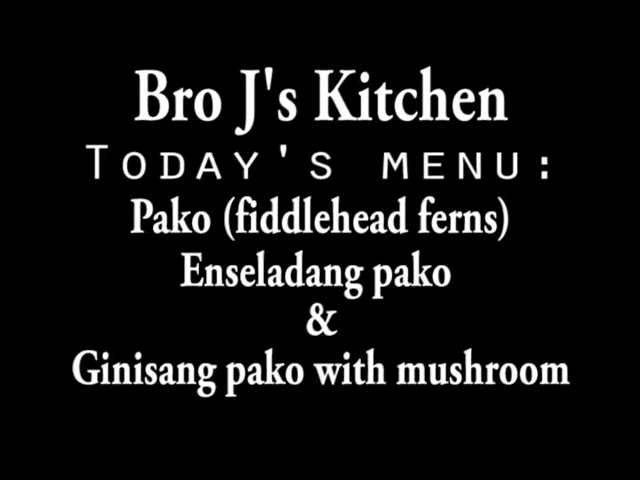 Bro J's Kitchen
Today's menu:
Pako (fiddlehead ferns)
Enseladang pako
&
Ginisang pako with mushroom